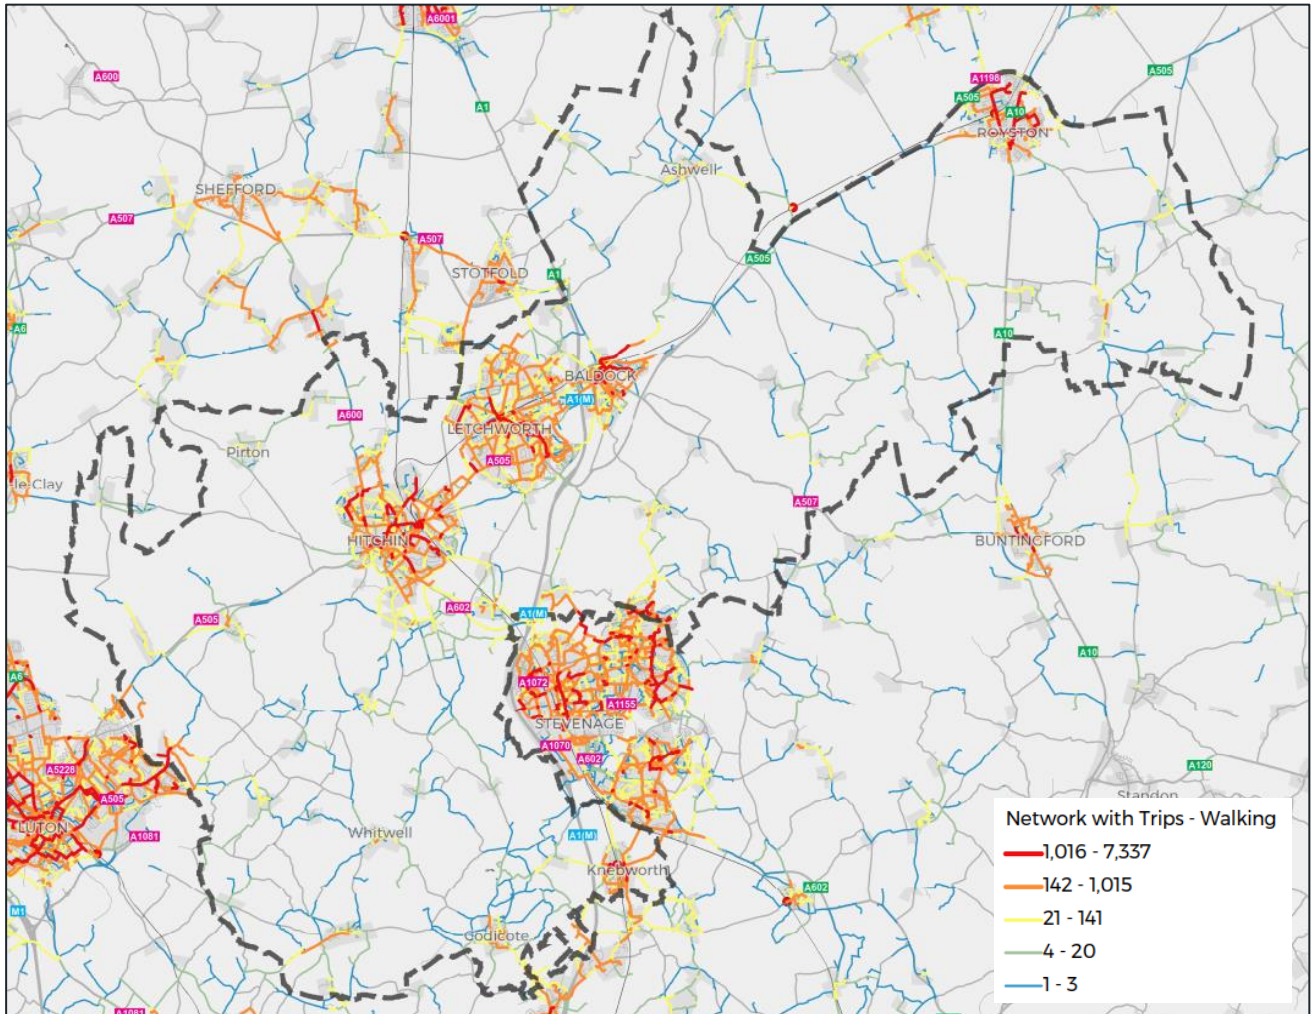 A6001
A600
A1198
A505
A505
A1
A10
ROYSTON
Ashwell
SHEFFORD
A507
A507
A505
STOTFOLD
A1
A6
A10
BALDOCK
A1(M)
A600
LETCHWORTH
Pirton
A505
-le-Clay
A507
HITCHIN
BUNTINGFORD
A602
A1(M)
A505
A10
A6
A1072
A1155
STEVENAGE
A1070
A602
A5228
A120
A505
Standon
LUTON
Whitwell
A1081
A1(M)
Knebworth
A602
M1
Codicote
A1081
Network with Trips - Walking
1,016 - 7,337
142 - 1,015
21 - 141
4 - 20
1 - 3